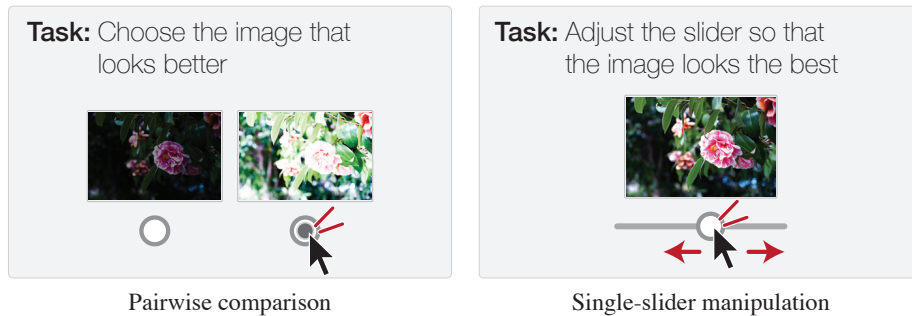 Task: Choose the image that
looks better
Task: Adjust the slider so that
the image looks the best
Pairwise comparison
Single-slider manipulation